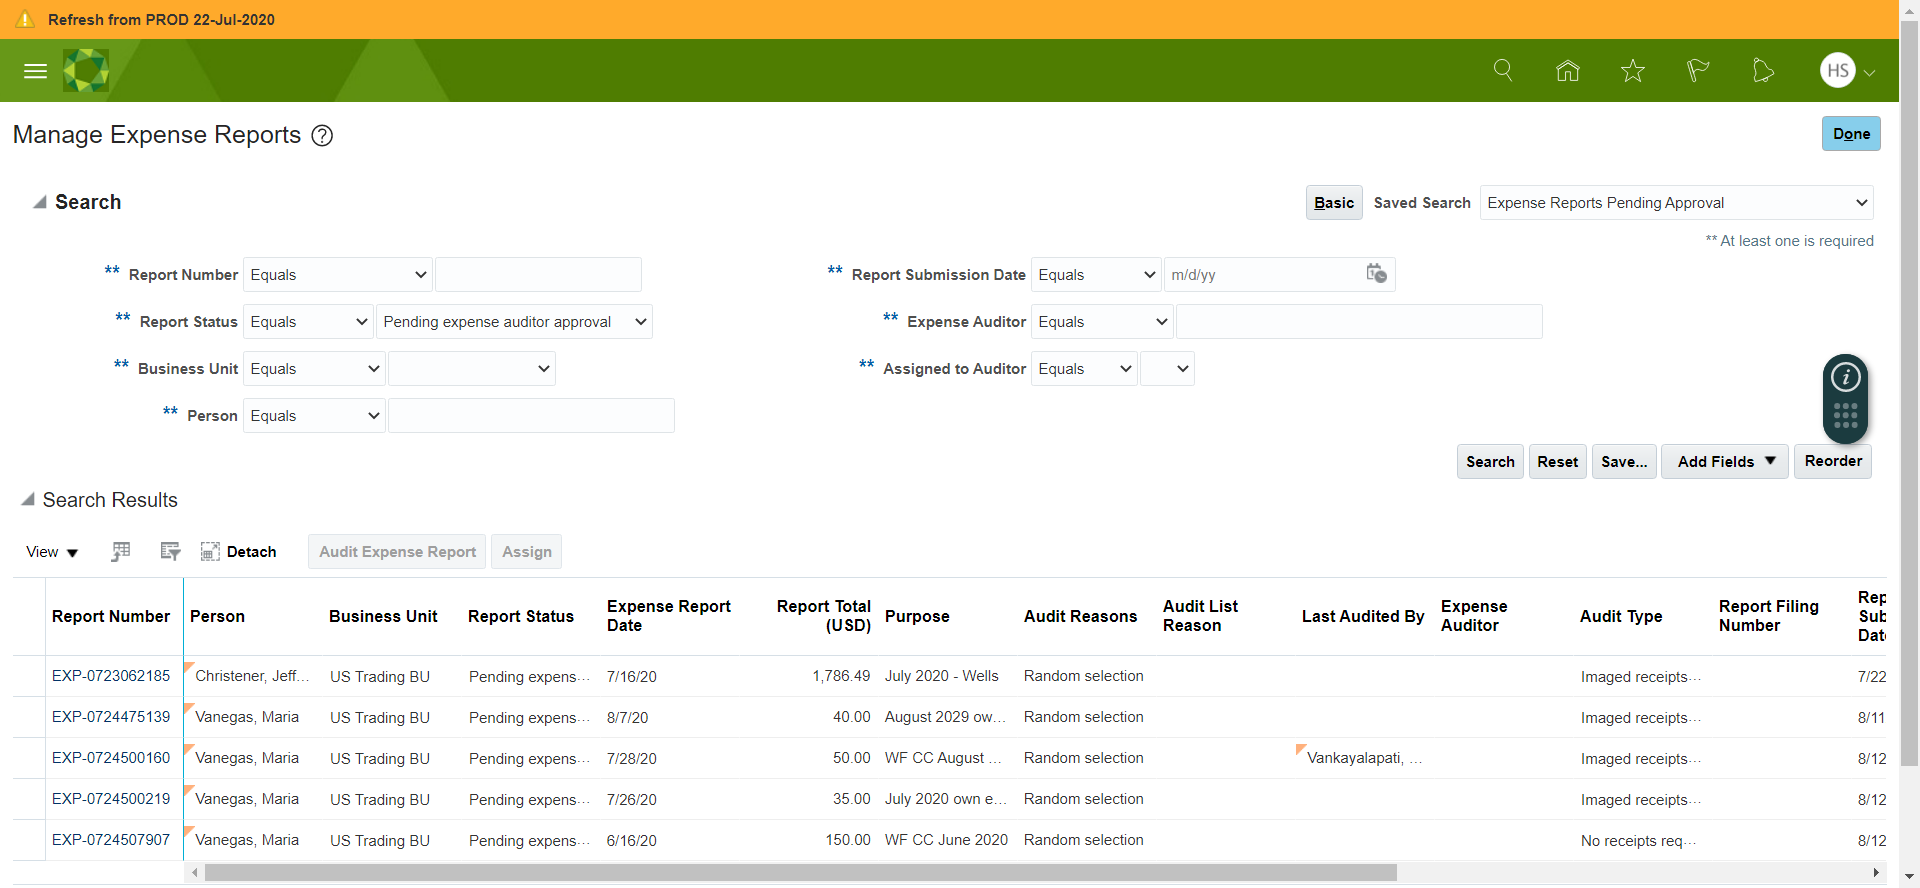 Refresh from PROD 22-Jul-2020
HS
Manage Expense Reports ?
Done
Search
Basic Saved Search Expense Reports Pending Approval
** At least one is required
** Report Number Equals
** Report Submission Date Equals m/d/yy
** Report Status Equals Pending expense auditor approval
** Expense Auditor Equals
** Business Unit Equals
** Assigned to Auditor Equals
** Person Equals
Search Reset Save... Add Fields Reorder
Search Results
View Detach Audit Expense Report Assign
Report Number Person Business Unit Report Status Expense Report Date Report Total (USD) Purpose Audit Reasons Audit List Reason Last Audited By Expense Auditor Audit Type Report Filing Number Rep Sub Date
EXP-0723062185 Christener, Jeff... US Trading BU Pending expens... 7/16/20 1,786.49 July 2020 - Wells Random selection Imaged receipts... 7/22
EXP-0724475139 Vanegas, Maria US Trading BU Pending expens... 8/7/20 40.00 August 2029 ow... Random selection Imaged receipts... 8/11
EXP-0724500160 Vanegas, Maria US Trading BU Pending expens... 7/28/20 50.00 WF CC August ... Random selection Vankayalapati, ... Imaged receipts... 8/12
EXP-0724500219 Vanegas, Maria US Trading BU Pending expens... 7/26/20 35.00 July 2020 own e... Random selection Imaged receipts... 8/12
EXP-0724507907 Vanegas, Maria US Trading BU Pending expens... 6/16/20 150.00 WF CC June 2020 Random selection No receipts req... 8/12